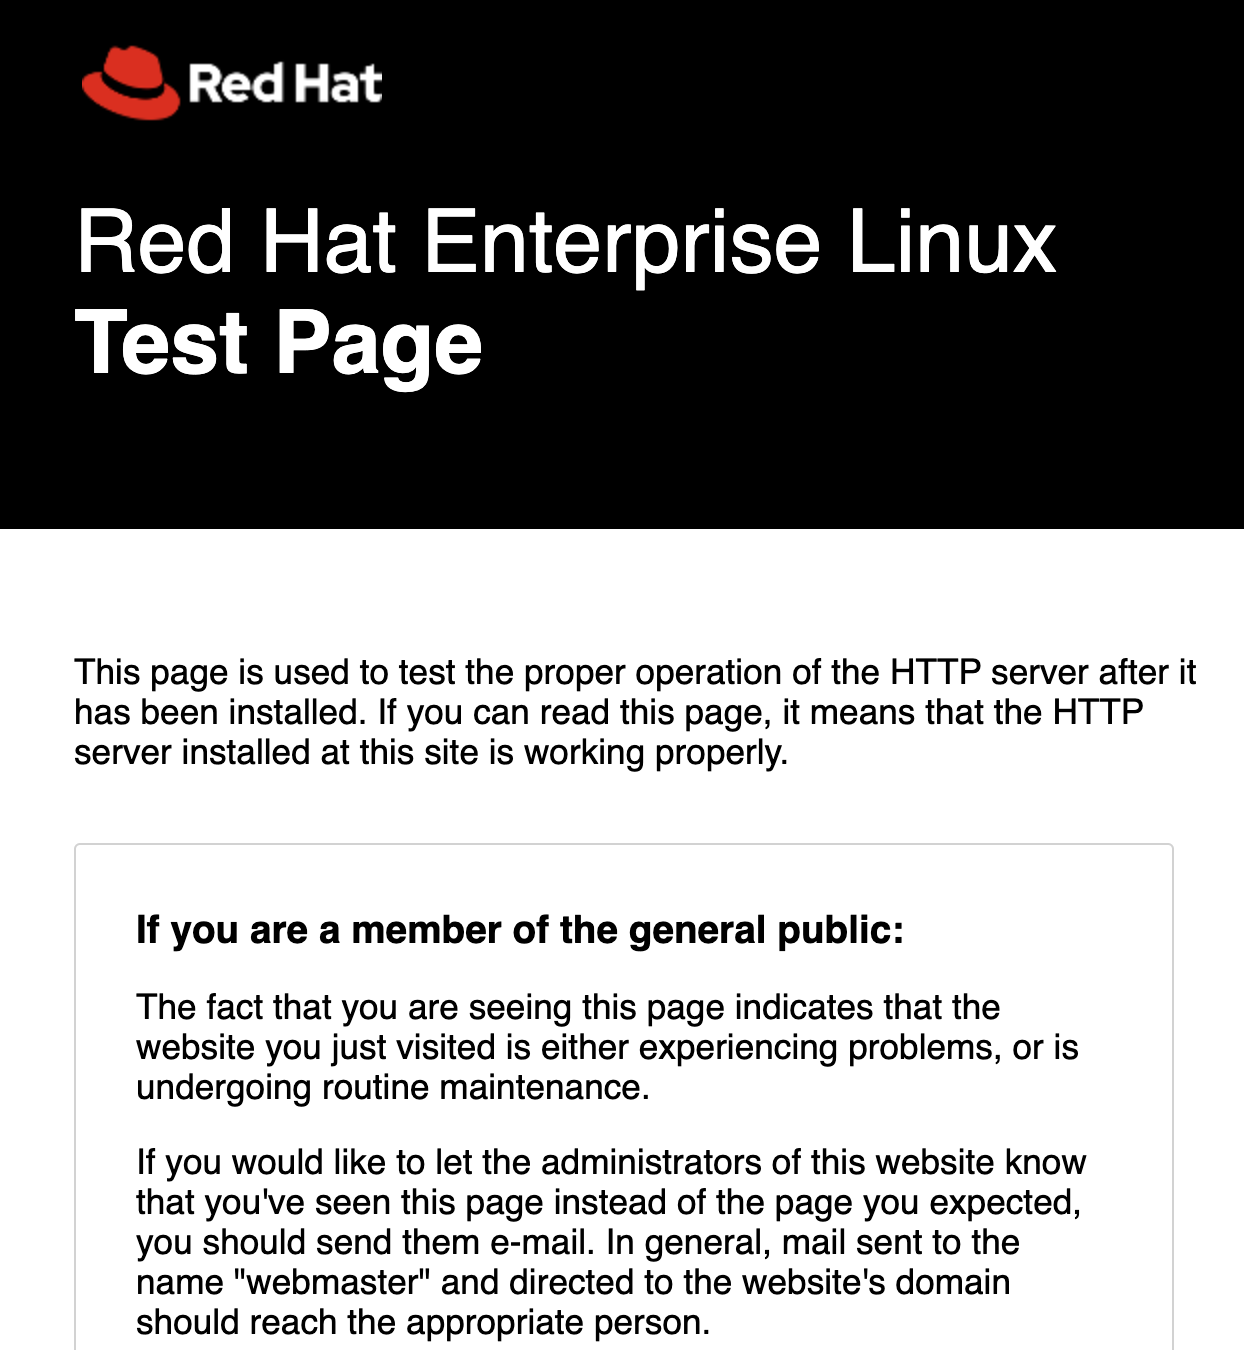 Red Hat
Red Hat Enterprise Linux
Test Page
This page is used to test the proper operation of the HTTP server after it
has been installed. If you can read this page, it means that the HTTP
server installed at this site is working properly.
If you are a member of the general public:
The fact that you are seeing this page indicates that the
website you just visited is either experiencing problems, or is
undergoing routine maintenance.
If you would like to let the administrators of this website know
that you've seen this page instead of the page you expected,
you should send them e-mail. In general, mail sent to the
name "webmaster" and directed to the website's domain
should reach the appropriate person.